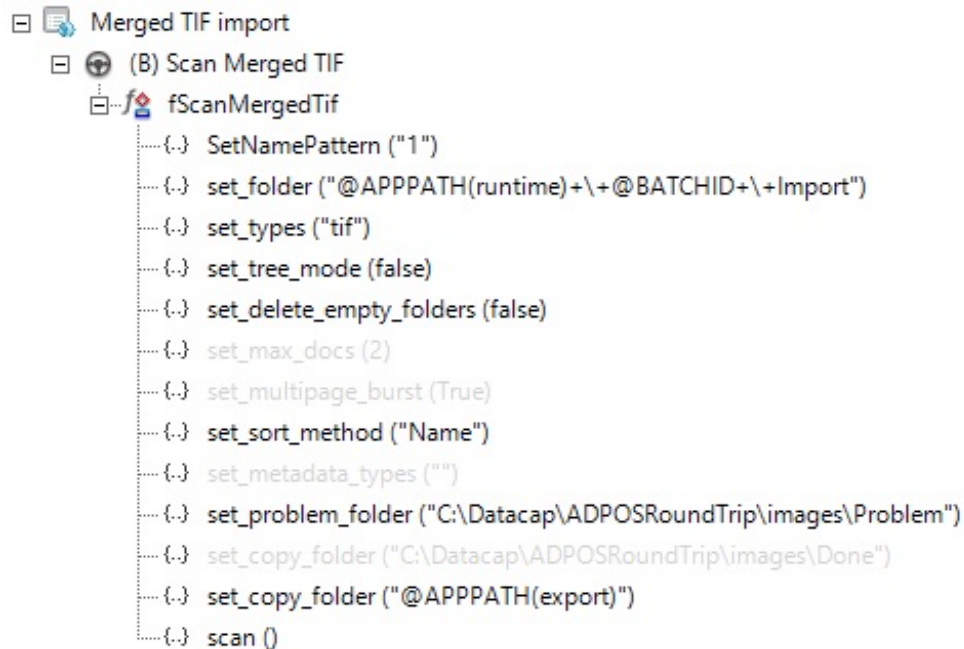 Merged TIF import
(B) Scan Merged TIF
fScanMergedTif
SetNamePattern ("1")
set_folder ("@APPPATH(runtime)+\+@BATCHID+\+Import")
set_types ("tif")
set_tree_mode (false)
set_delete_empty_folders (false)
set_max_docs (2)
set_multipage_burst (True)
set_sort_method ("Name")
set_metadata_types ("")
set_problem_folder ("C:\Datacap\ADPOSRoundTrip\images\Problem")
set_copy_folder ("C:\Datacap\ADPOSRoundTrip\images\Done")
set_copy_folder ("@APPPATH(export)")
scan ()